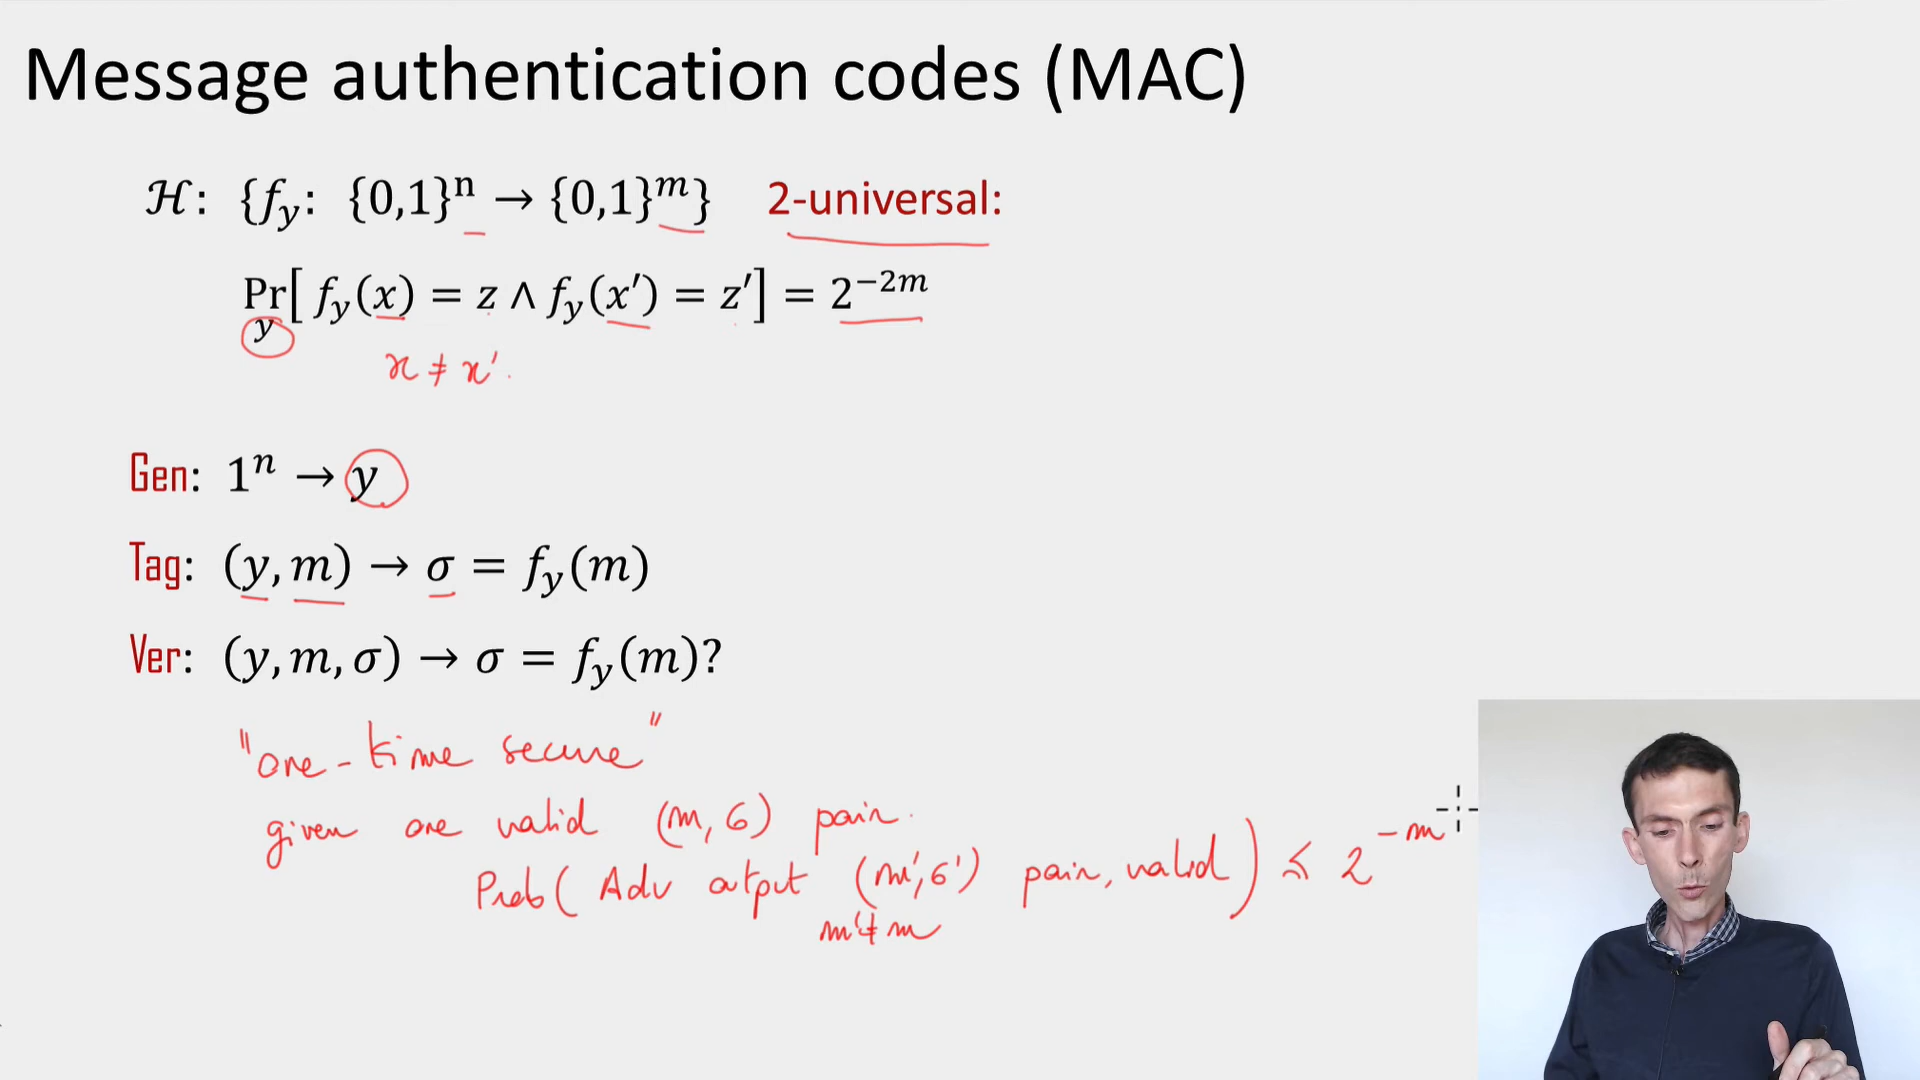 Message authentication codes (MAC)
ℋ: {f_y: {0,1}^n → {0,1}^m} 2-universal:
Pr_y[ f_y(x) = z ∧ f_y(x′) = z′] = 2^{−2m}
x ≠ x'.
Gen: 1^n → y
Tag: (y, m) → σ = f_y(m)
Ver: (y, m, σ) → σ = f_y(m)?
"one-time secure"
given one valid (m, σ) pair.
Prob( Adv output (m', σ') pair, valid ) ≤ 2^{-m}
m' ≠ m